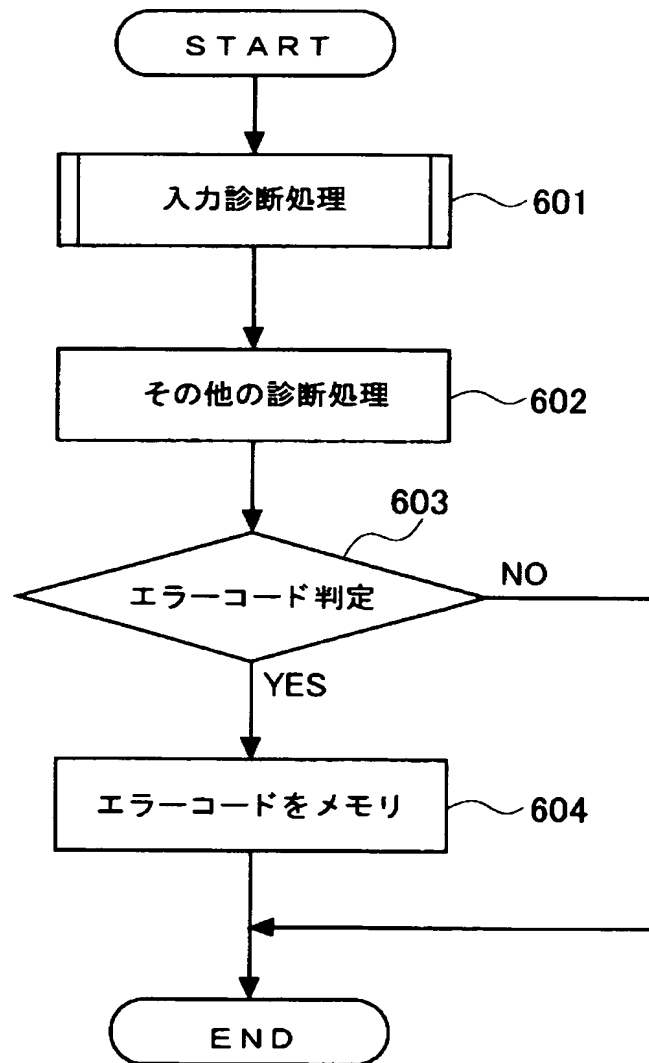 START
入力診断処理
601
その他の診断処理
602
603
エラーコード判定
NO
YES
エラーコードをメモリ
604
END